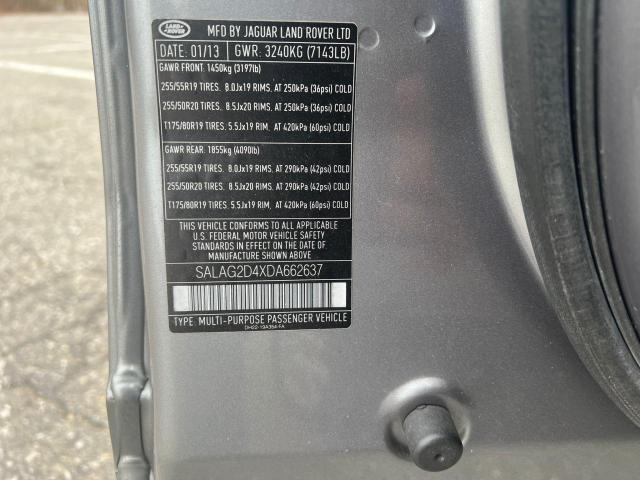 LAND ROVER
MFD BY JAGUAR LAND ROVER LTD
DATE: 01/13 GWR: 3240KG (7143LB)
GAWR FRONT: 1450kg (3197lb)
255/55R19 TIRES. 8.0Jx19 RIMS. AT 250kPa (36psi) COLD
255/50R20 TIRES. 8.5Jx20 RIMS. AT 250kPa (36psi) COLD
T175/80R19 TIRES. 5.5Jx19 RIM. AT 420kPa (60psi) COLD
GAWR REAR: 1855kg (4090lb)
255/55R19 TIRES. 8.0Jx19 RIMS. AT 290kPa (42psi) COLD
255/50R20 TIRES. 8.5Jx20 RIMS. AT 290kPa (42psi) COLD
T175/80R19 TIRES. 5.5Jx19 RIM. AT 420kPa (60psi) COLD
THIS VEHICLE CONFORMS TO ALL APPLICABLE
U.S. FEDERAL MOTOR VEHICLE SAFETY
STANDARDS IN EFFECT ON THE DATE OF
MANUFACTURE SHOWN ABOVE
SALAG2D4XDA662637
TYPE: MULTI-PURPOSE PASSENGER VEHICLE
DH22-19A354-FA